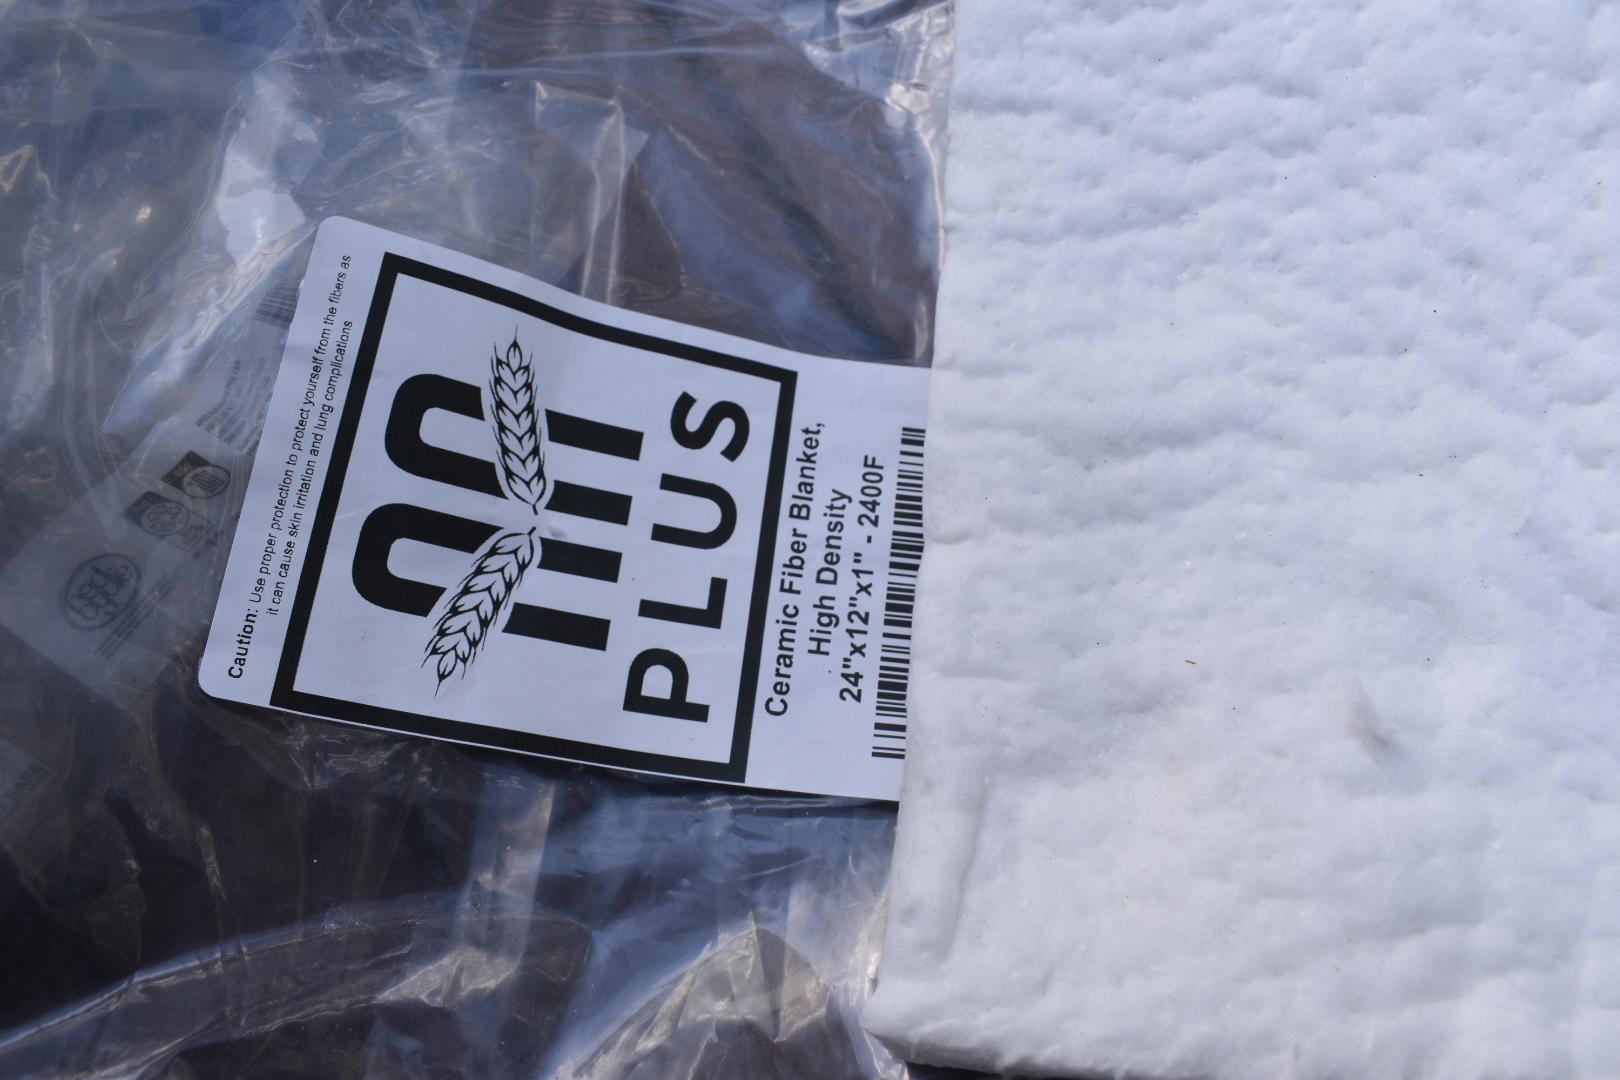 Caution: Use proper protection to protect yourself from the fibers as
it can cause skin irritation and lung complications
PLUS
Ceramic Fiber Blanket,
High Density
24"x12"x1" - 2400F